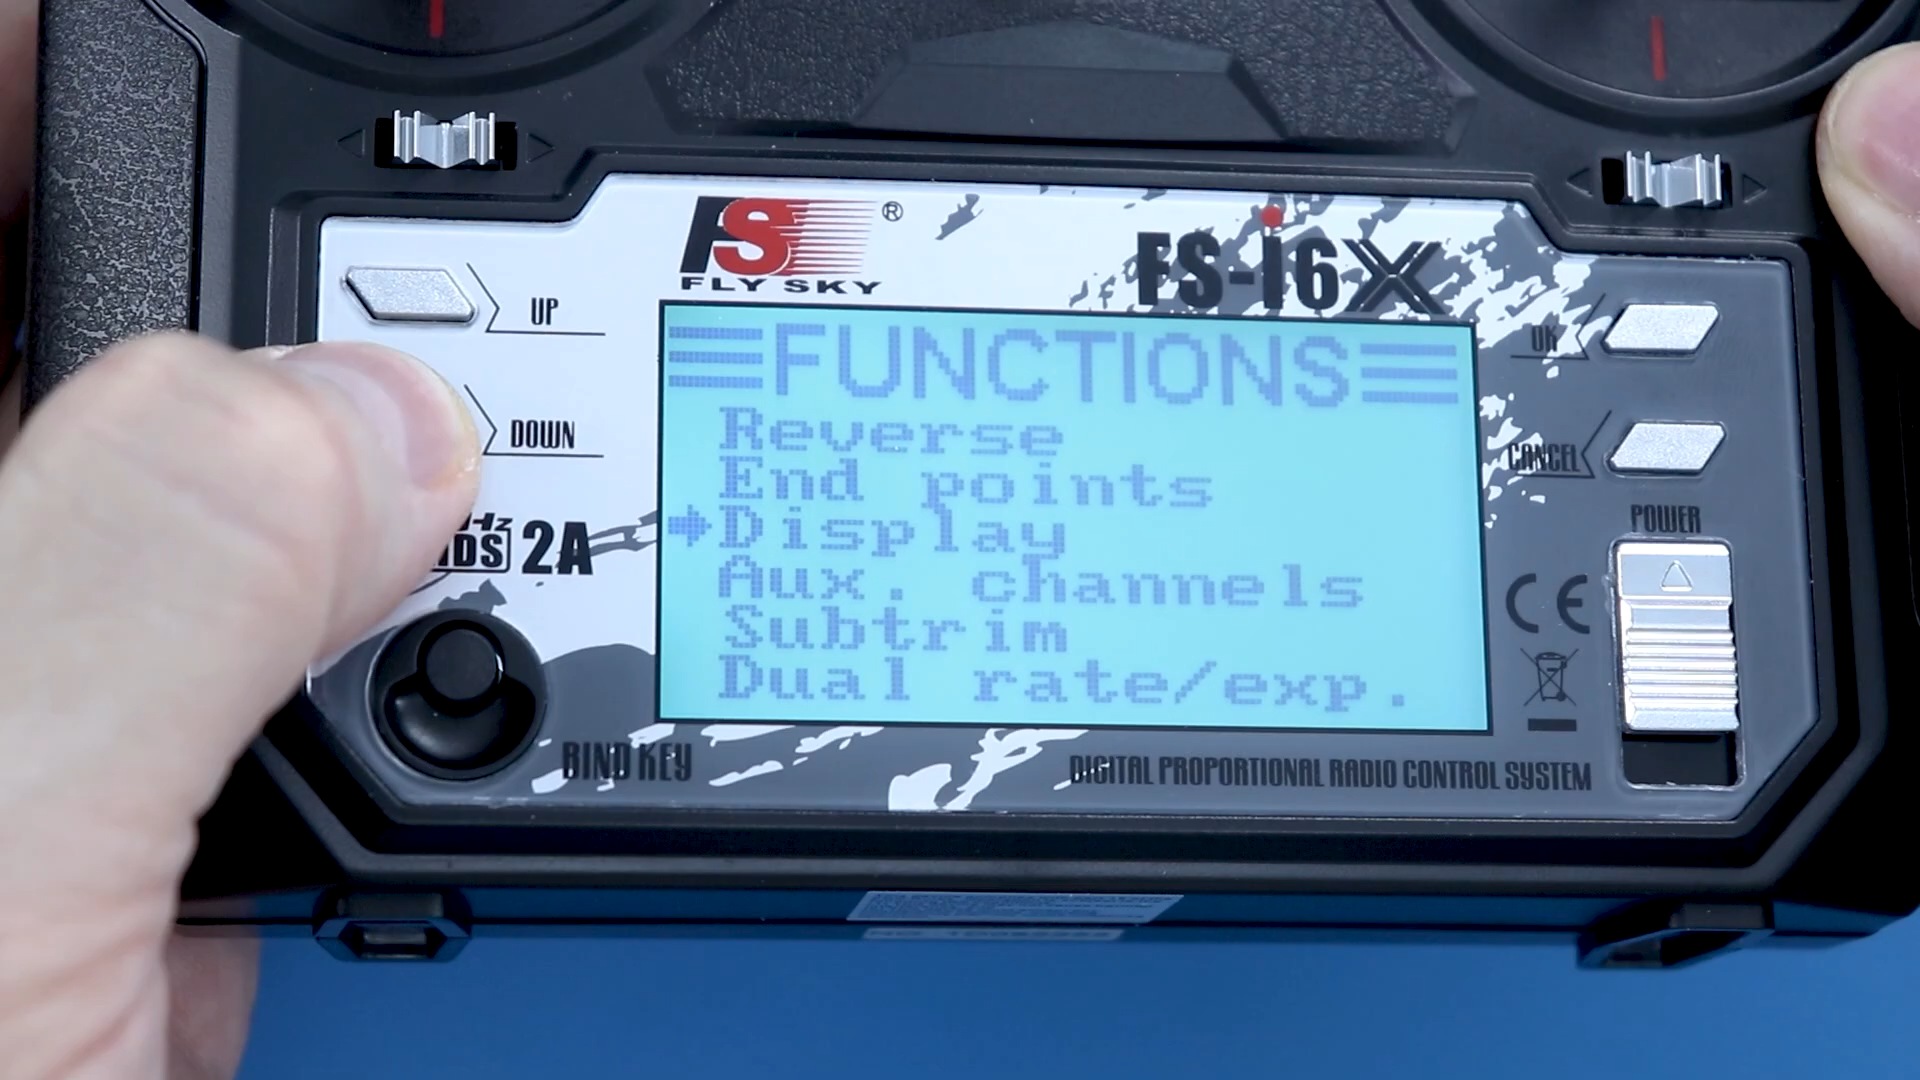 FS ®
FLY SKY
FS-i6X
UP
OK
FUNCTIONS
Reverse
DOWN
CANCEL
End points
Display
POWER
2A
Aux. channels
CE
Subtrim
Dual rate/exp.
BIND KEY
DIGITAL PROPORTIONAL RADIO CONTROL SYSTEM